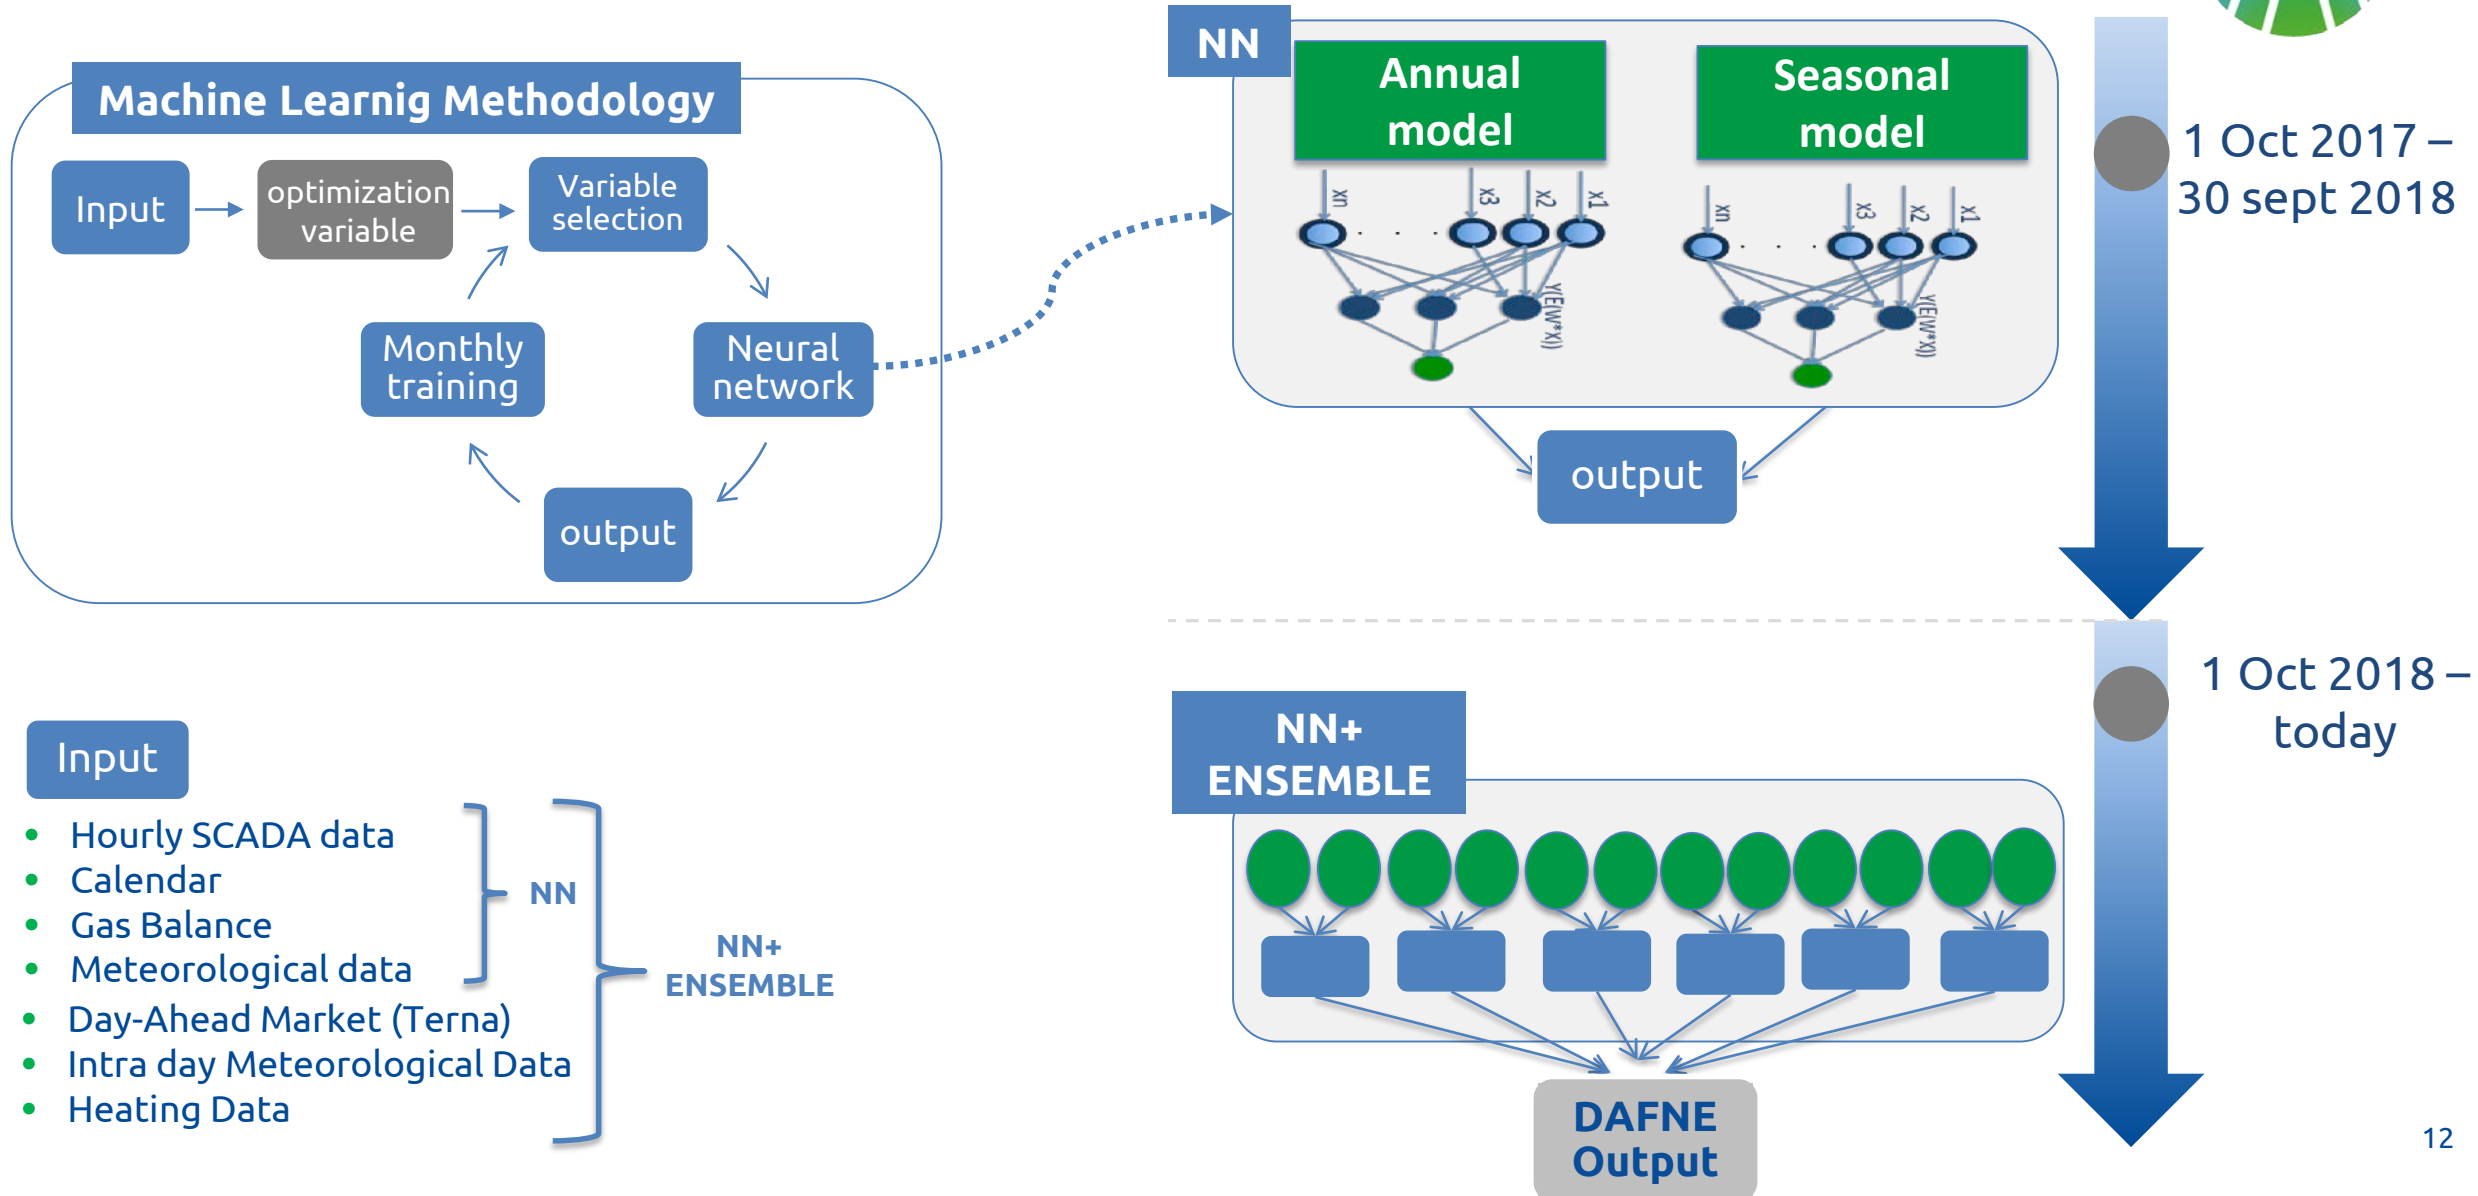 Machine Learnig Methodology
Input
optimization
variable
Variable
selection
Monthly
training
Neural
network
output
NN
Annual
model
Seasonal
model
xn
x3
x2
x1
Y(E(w*x))
xn
x3
x2
x1
Y(E(w*x))
output
1 Oct 2017 –
30 sept 2018
Input
• Hourly SCADA data
• Calendar
• Gas Balance
• Meteorological data
• Day-Ahead Market (Terna)
• Intra day Meteorological Data
• Heating Data
NN
NN+
ENSEMBLE
NN+
ENSEMBLE
DAFNE
Output
1 Oct 2018 –
today
12